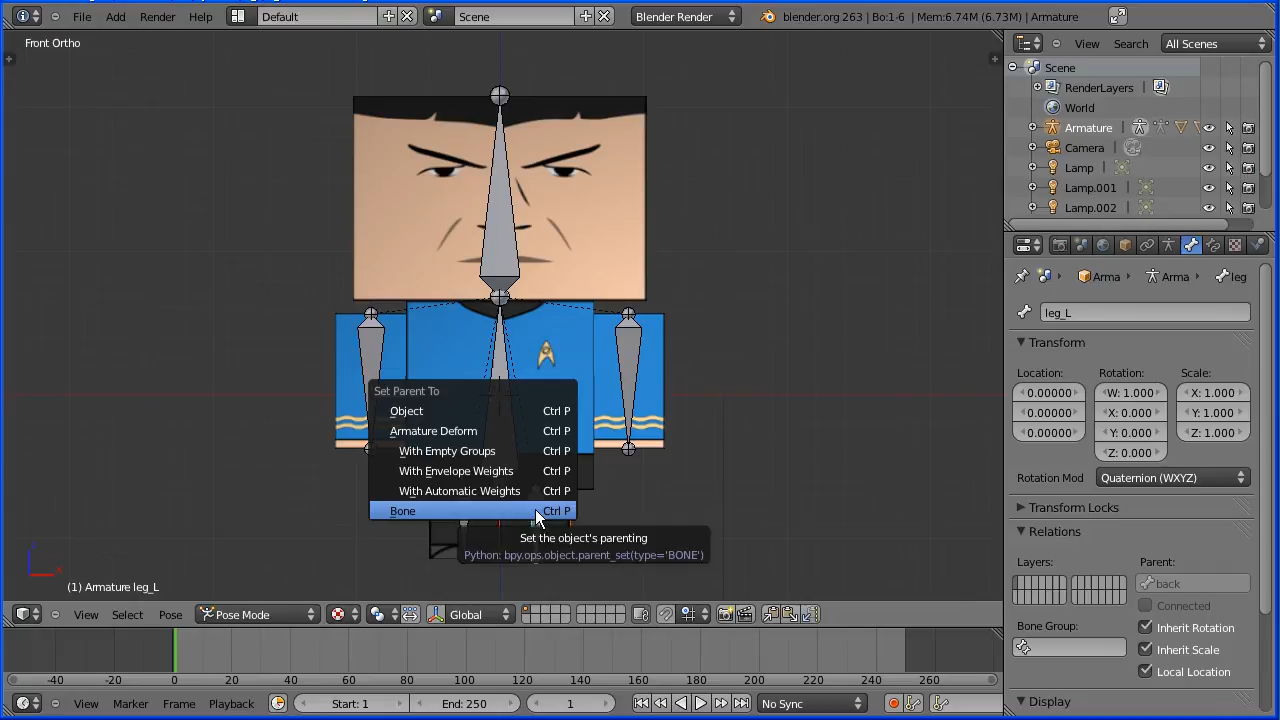 File Add Render Help Default Scene Blender Render blender.org 263 | Bo:1-6 | Mem:6.74M (6.73M) | Armature
Front Ortho
View Search All Scenes
Scene
RenderLayers
World
Armature
Camera
Lamp
Lamp.001
Lamp.002
Arma Arma leg
leg_L
Transform
Location: Rotation: Scale:
0.00000 W: 1.000 X: 1.000
0.00000 X: 0.000 Y: 1.000
0.00000 Y: 0.000 Z: 1.000
Z: 0.000
Rotation Mod Quaternion (WXYZ)
Transform Locks
Relations
Layers: Parent:
back
Connected
Bone Group: Inherit Rotation
Inherit Scale
Local Location
Display
Set Parent To
Object Ctrl P
Armature Deform Ctrl P
With Empty Groups Ctrl P
With Envelope Weights Ctrl P
With Automatic Weights Ctrl P
Bone Ctrl P
Set the object's parenting
Python: bpy.ops.object.parent_set(type='BONE')
z x
(1) Armature leg_L
View Select Pose Pose Mode Global
-40 -20 0 20 40 60 80 100 120 140 160 180 200 220 240 260 280
View Marker Frame Playback Start: 1 End: 250 1 No Sync